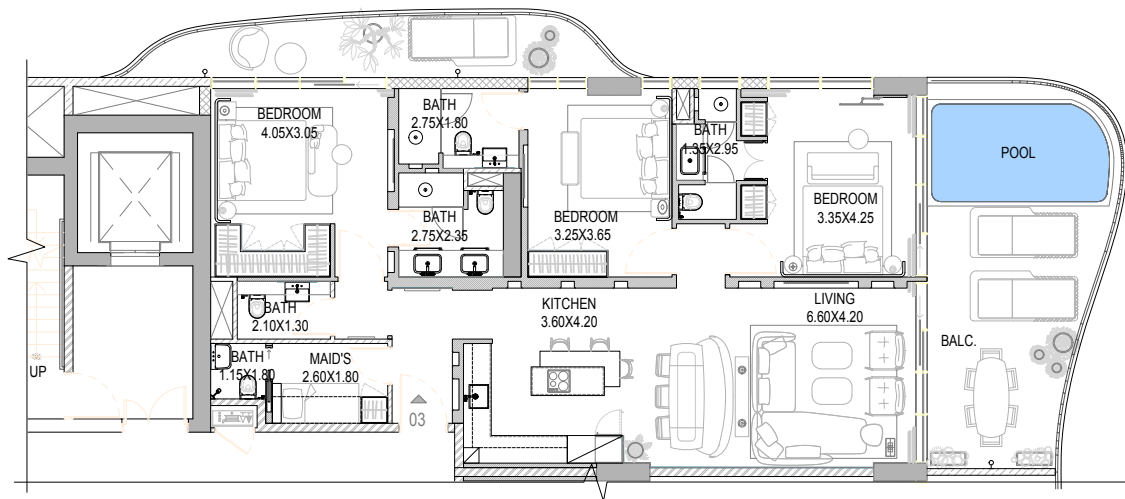 BEDROOM
4.05X3.05
BATH
2.75X1.80
BATH
2.75X2.35
BEDROOM
3.25X3.65
BATH
1.35X2.95
BEDROOM
3.35X4.25
POOL
BATH
2.10X1.30
KITCHEN
3.60X4.20
LIVING
6.60X4.20
BALC.
UP
BATH
1.15X1.80
MAID'S
2.60X1.80
03